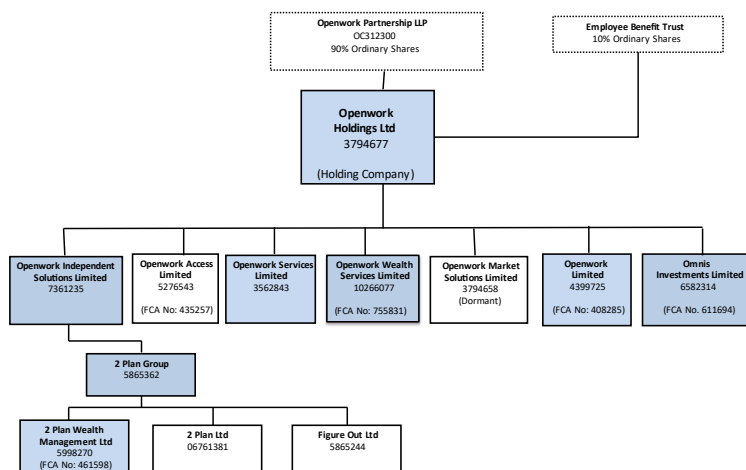 Openwork Partnership LLP
OC312300
90% Ordinary Shares
Employee Benefit Trust
10% Ordinary Shares
Openwork
Holdings Ltd
3794677
(Holding Company)
Openwork Independent
Solutions Limited
7361235
Openwork Access
Limited
5276543
(FCA No: 435257)
Openwork Services
Limited
3562843
Openwork Wealth
Services Limited
10266077
(FCA No: 755831)
Openwork Market
Solutions Limited
3794658
(Dormant)
Openwork
Limited
4399725
(FCA No: 408285)
Omnis
Investments Limited
6582314
(FCA No. 611694)
2 Plan Group
5865362
2 Plan Wealth
Management Ltd
5998270
(FCA No: 461598)
2 Plan Ltd
06761381
Figure Out Ltd
5865244